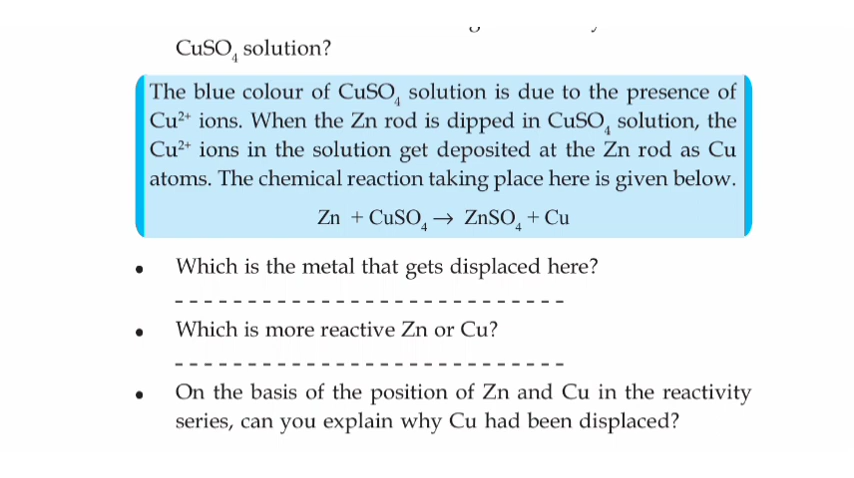 CuSO₄ solution?
The blue colour of CuSO₄ solution is due to the presence of
Cu²⁺ ions. When the Zn rod is dipped in CuSO₄ solution, the
Cu²⁺ ions in the solution get deposited at the Zn rod as Cu
atoms. The chemical reaction taking place here is given below.
Zn + CuSO₄ → ZnSO₄ + Cu
• Which is the metal that gets displaced here?
• Which is more reactive Zn or Cu?
• On the basis of the position of Zn and Cu in the reactivity
series, can you explain why Cu had been displaced?